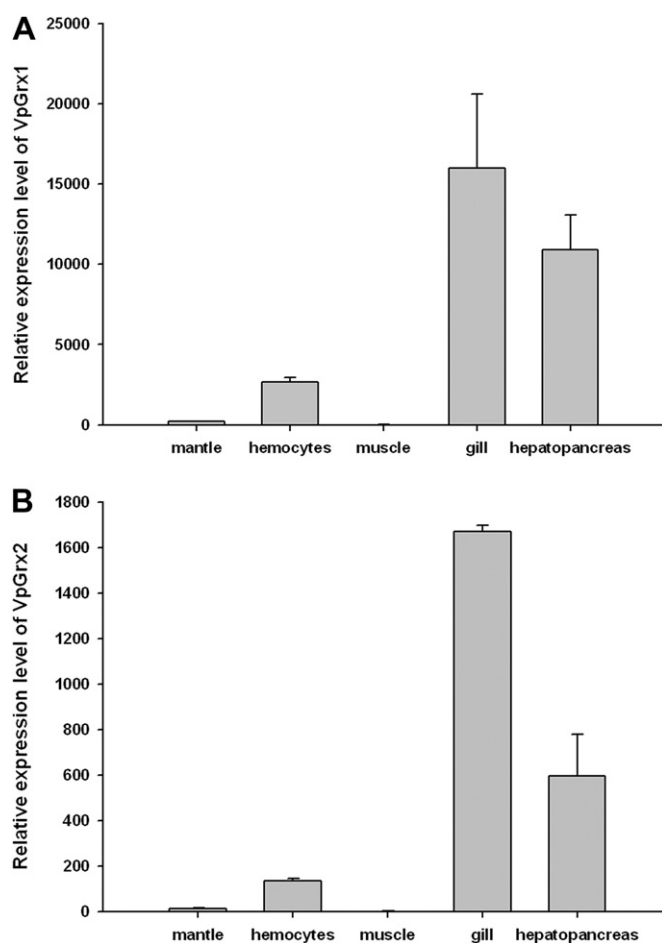 A
Relative expression level of VpGrx1
25000
20000
15000
10000
5000
0
mantle hemocytes muscle gill hepatopancreas
B
Relative expression level of VpGrx2
1800
1600
1400
1200
1000
800
600
400
200
0
mantle hemocytes muscle gill hepatopancreas